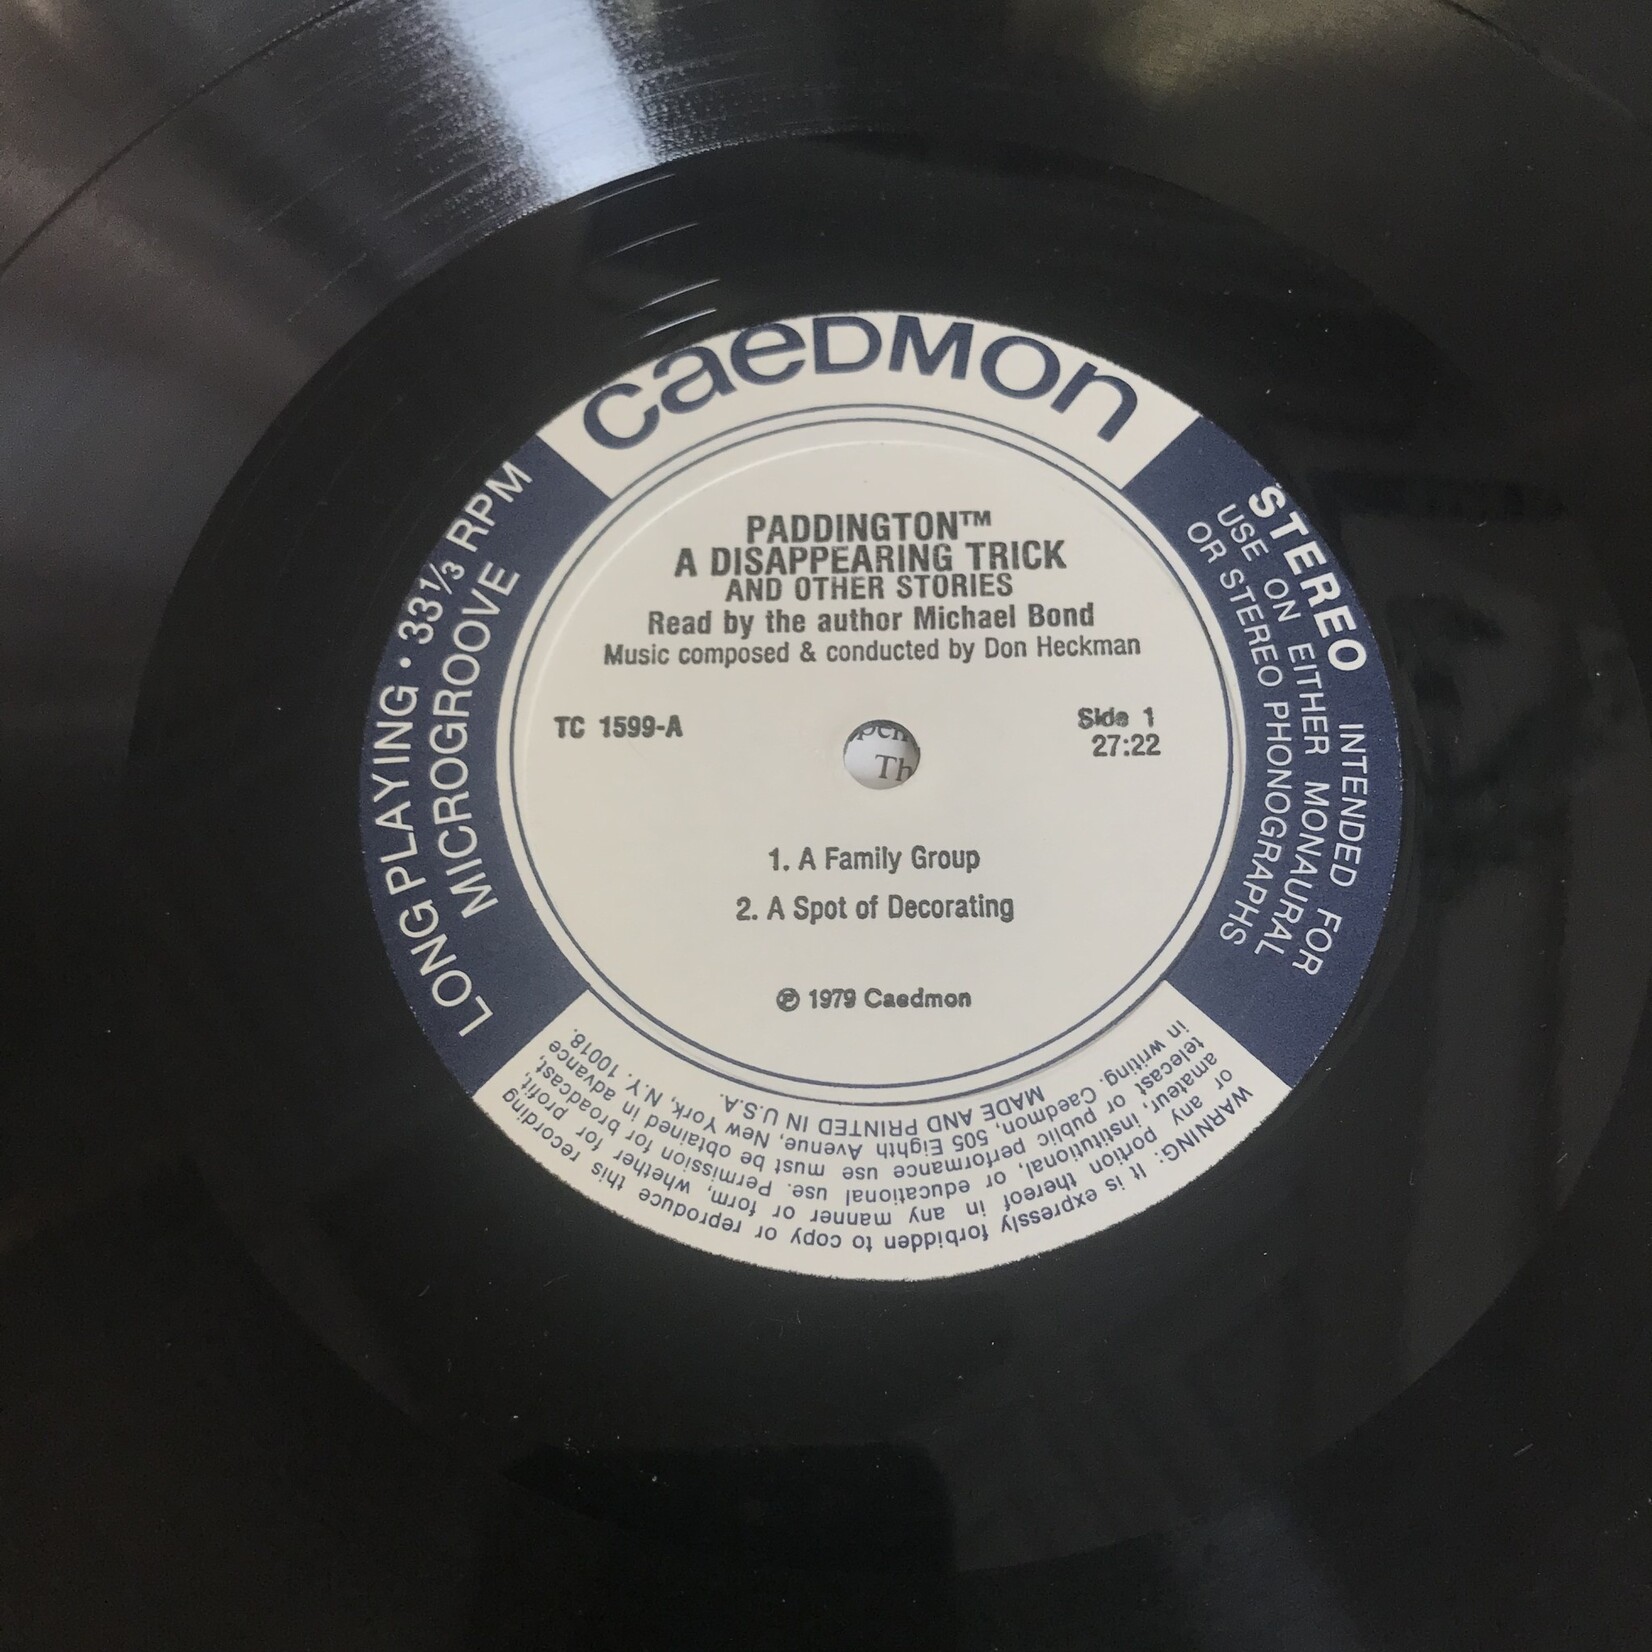 caeDMon
PADDINGTON™
A DISAPPEARING TRICK
AND OTHER STORIES
Read by the author Michael Bond
Music composed & conducted by Don Heckman
TC 1599-A
Side 1
27:22
Th
1. A Family Group
2. A Spot of Decorating
℗ 1979 Caedmon
LONG PLAYING • 33⅓ RPM
MICROGROOVE
STEREO INTENDED FOR
USE ON EITHER MONAURAL
OR STEREO PHONOGRAPHS
WARNING: It is expressly forbidden to copy or reproduce this recording
or any portion thereof in any manner or form, whether for profit,
amateur, institutional, or educational use. Permission for broadcast,
telecast or public performance use must be obtained in advance
in writing. Caedmon, 505 Eighth Avenue, New York, N.Y. 10018.
MADE AND PRINTED IN U.S.A.